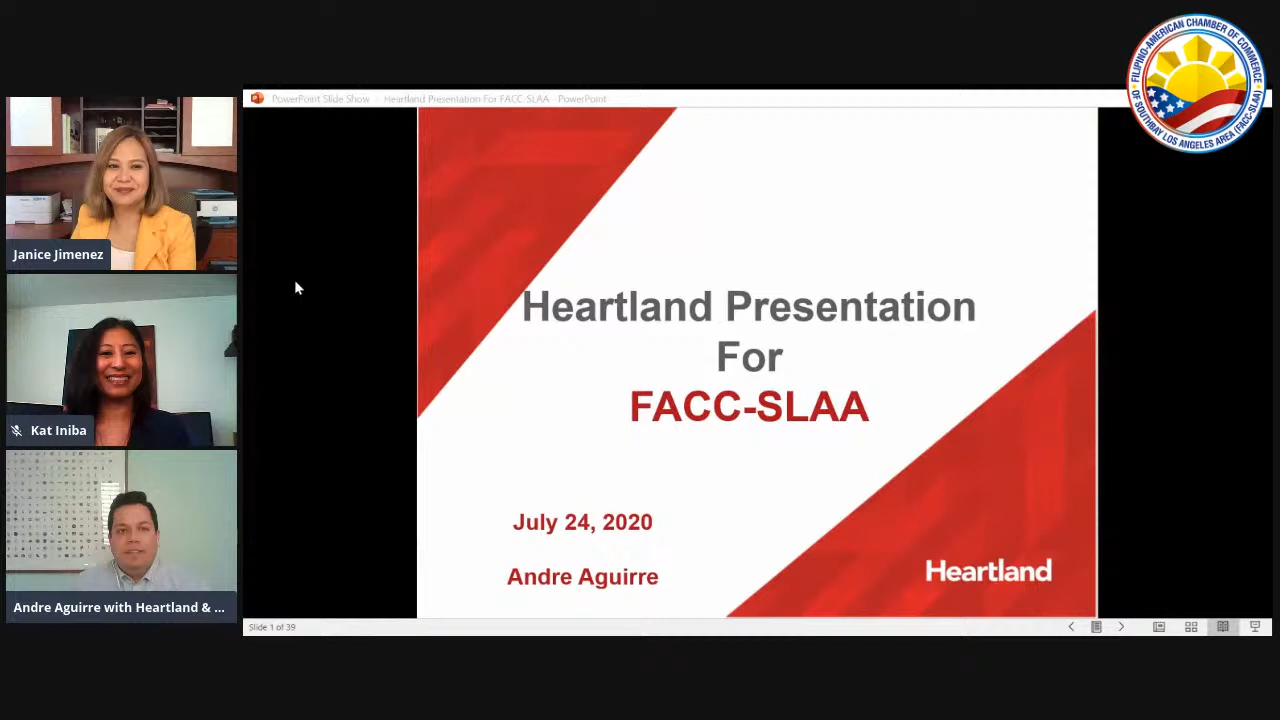 FILIPINO-AMERICAN CHAMBER OF COMMERCE
OF SOUTHBAY LOS ANGELES AREA (FACC-SLAA)
PowerPoint Slide Show - Heartland Presentation For FACC-SLAA - PowerPoint
Janice Jimenez
Kat Iniba
Andre Aguirre with Heartland & ...
Heartland Presentation
For
FACC-SLAA
July 24, 2020
Andre Aguirre
Heartland
Slide 1 of 39